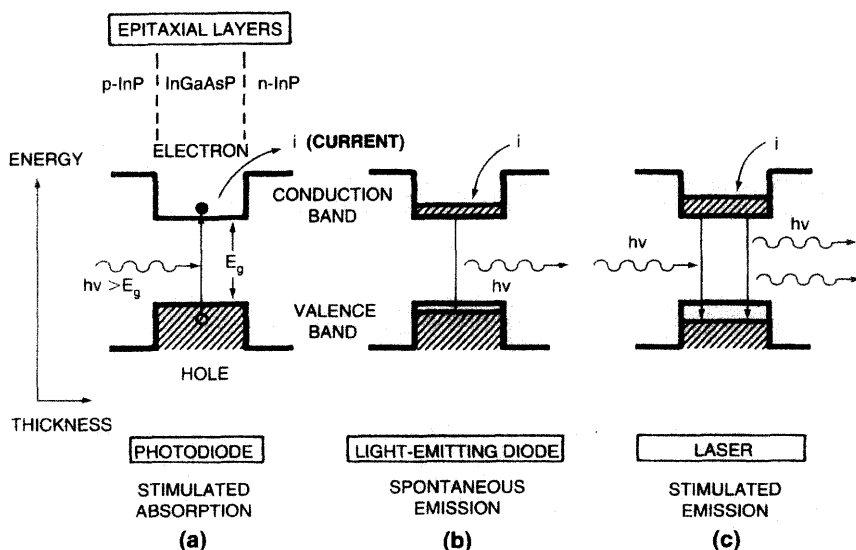 EPITAXIAL LAYERS
p-InP InGaAsP n-InP
ELECTRON
i (CURRENT)
i
i
ENERGY
CONDUCTION
BAND
hν
hν
hν >E_g
E_g
hν
VALENCE
BAND
HOLE
THICKNESS
PHOTODIODE
LIGHT-EMITTING DIODE
LASER
STIMULATED
ABSORPTION
SPONTANEOUS
EMISSION
STIMULATED
EMISSION
(a)
(b)
(c)